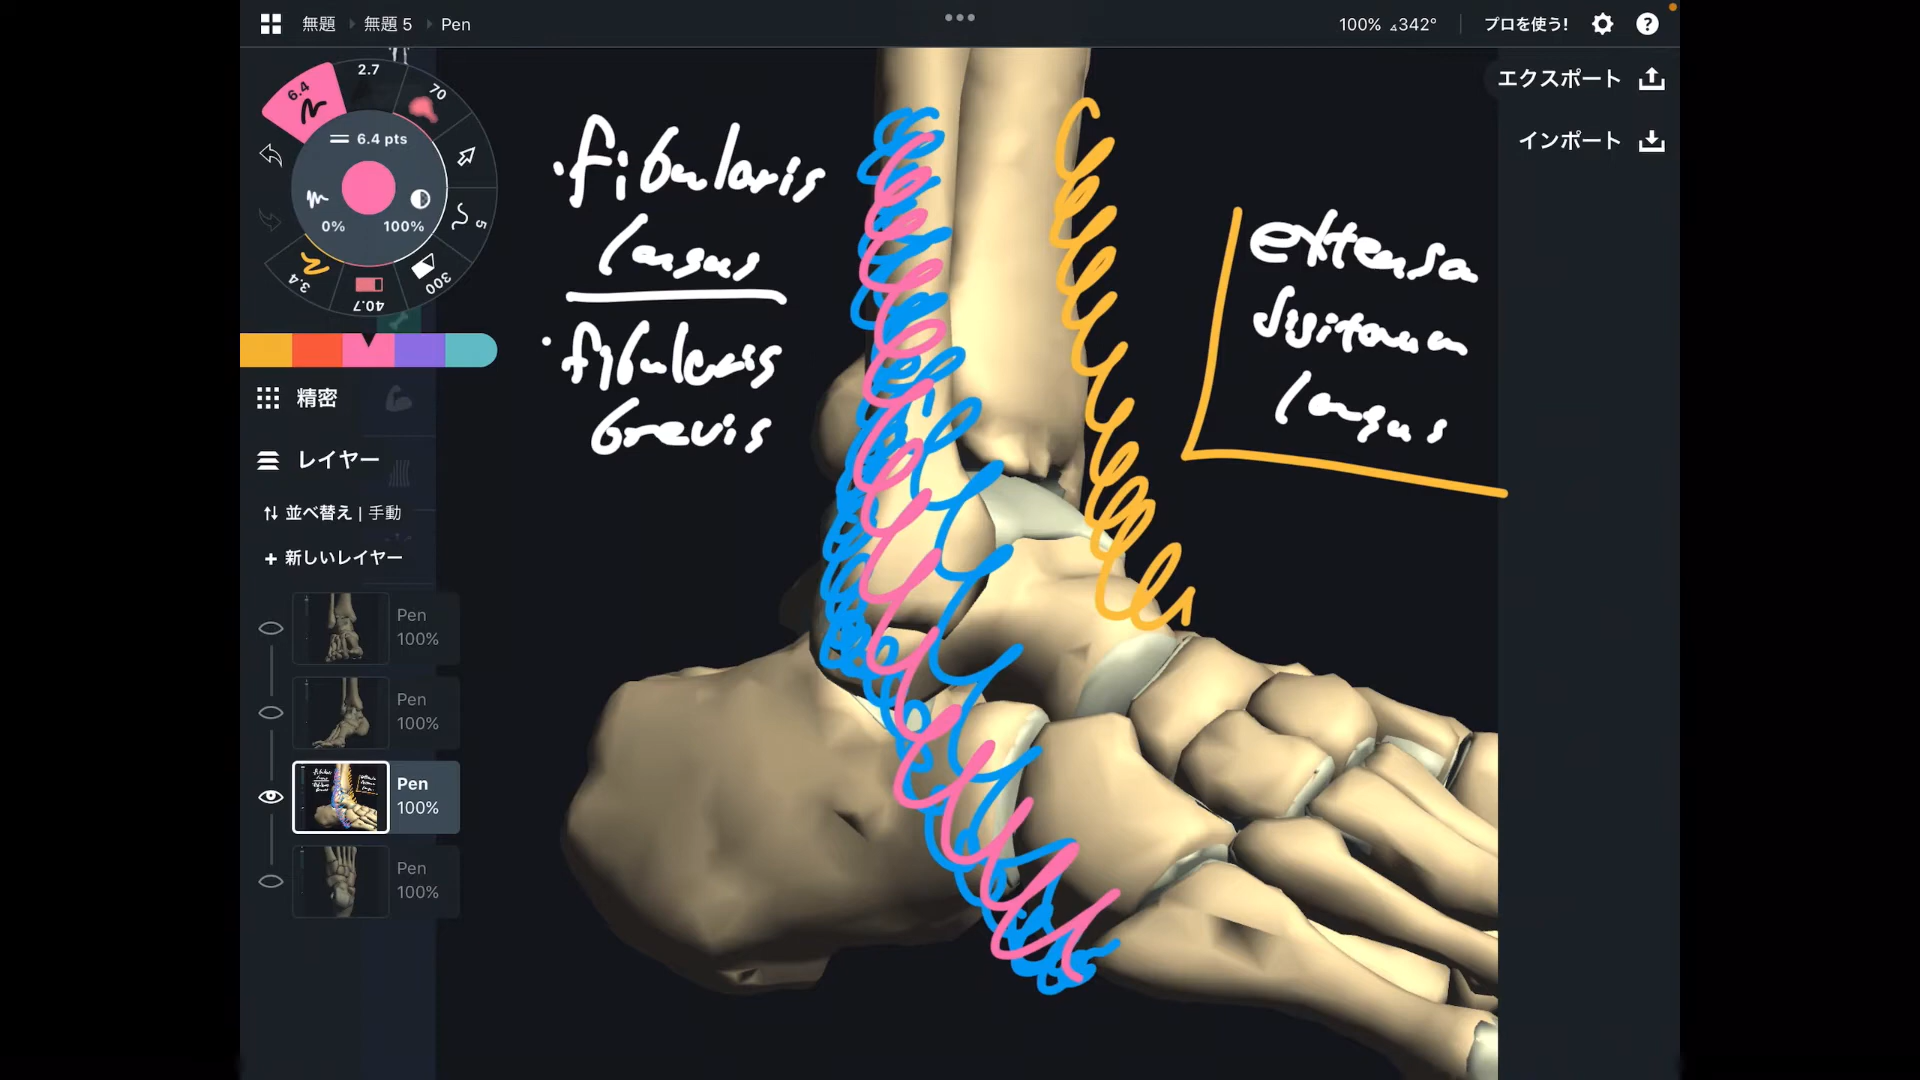 無題 無題 5 Pen
100% ⊿342° プロを使う!
エクスポート
インポート
2.7
6.4
70
6.4 pts
0% 100%
5
3.4
40.7
300
精密
レイヤー
並べ替え | 手動
+ 新しいレイヤー
Pen
100%
Pen
100%
Pen
100%
Pen
100%
・fibularis
longus
・fibularis
brevis
longus